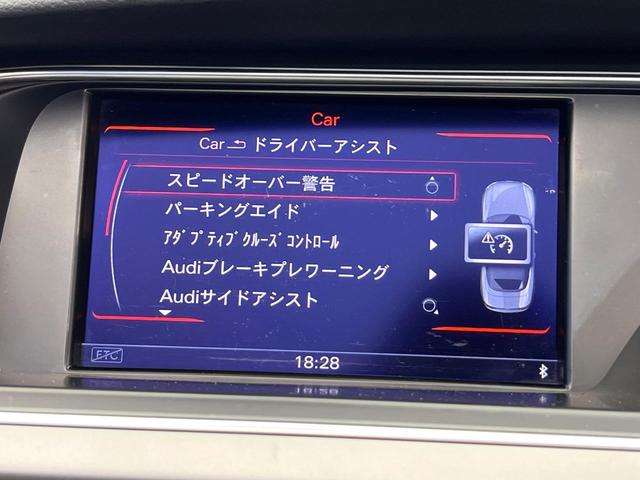 Car
Car ドライバーアシスト
スピードオーバー警告
パーキングエイド
ｱﾀﾞﾌﾟﾃｨﾌﾞｸﾙｰｽﾞｺﾝﾄﾛｰﾙ
Audiブレーキプレワーニング
Audiサイドアシスト
ETC
18:28